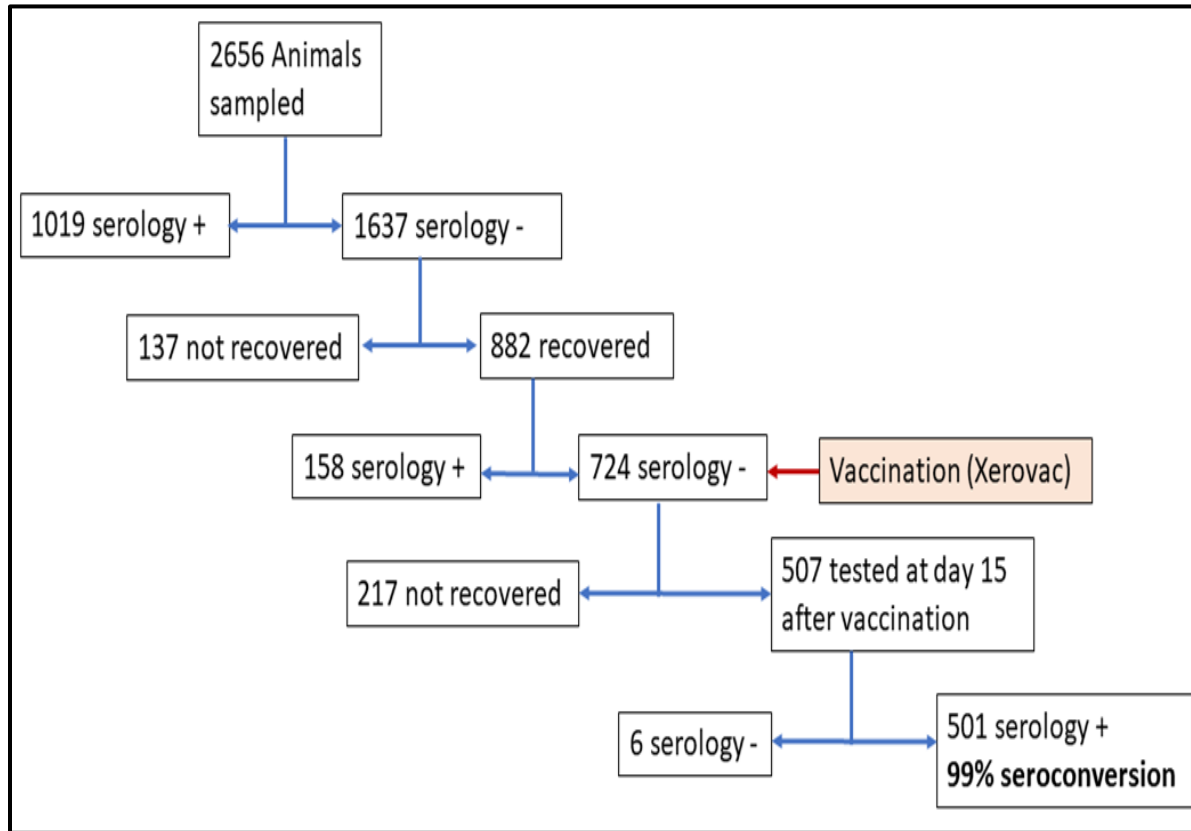 2656 Animals
sampled
1019 serology +
1637 serology -
137 not recovered
882 recovered
158 serology +
724 serology -
Vaccination (Xerovac)
217 not recovered
507 tested at day 15
after vaccination
6 serology -
501 serology +
99% seroconversion